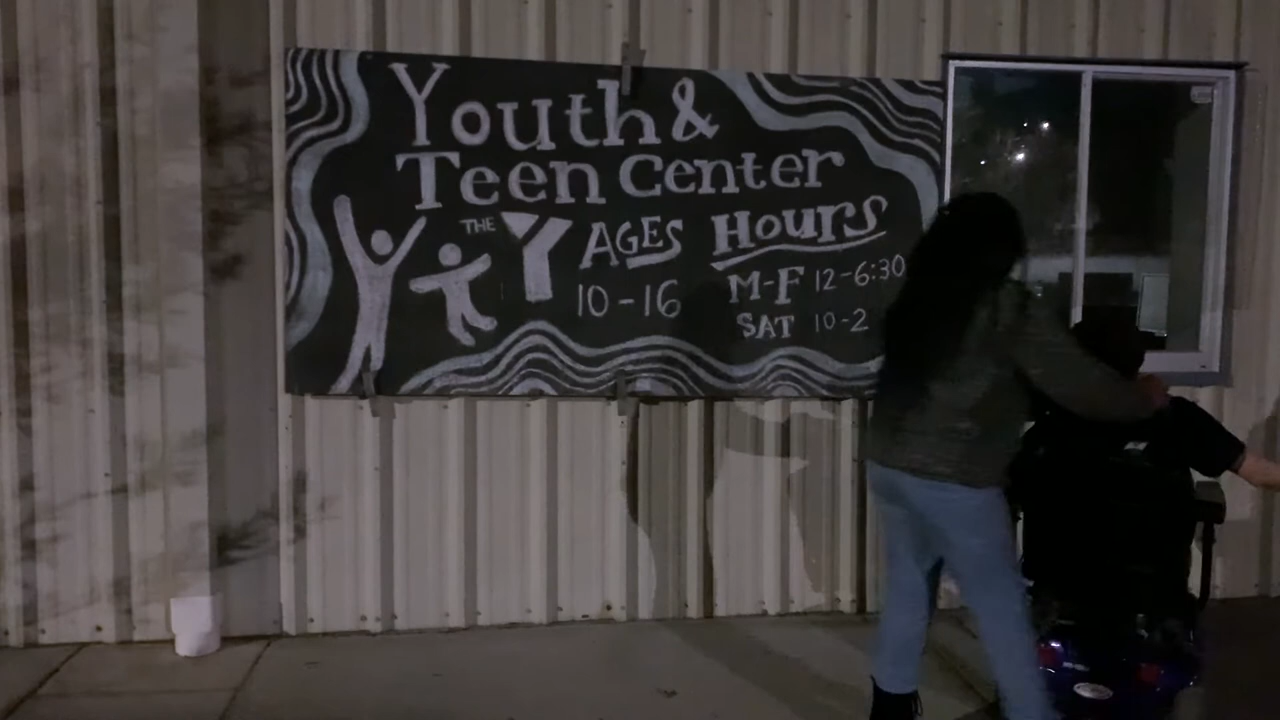 Youth &
Teen Center
THE Y AGES Hours
10-16 M-F 12-6:30
SAT 10-2